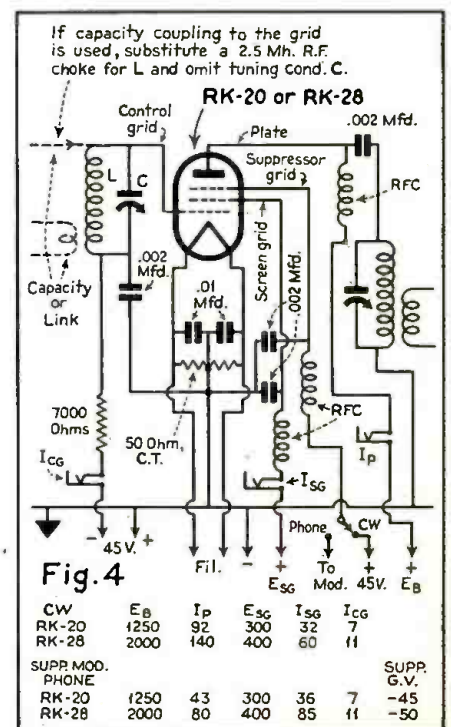 If capacity coupling to the grid
is used, substitute a 2.5 Mh. R.F.
choke for L and omit tuning cond. C.
RK-20 or RK-28
Control
grid
Plate
.002 Mfd.
Suppressor
grid
RFC
L
C
Screen grid
.002
Mfd.
.01
Mfd.
.002 Mfd.
Capacity
or
Link
7000
Ohms
50 Ohm
C.T.
RFC
ICG
ISG
IP
Phone
CW
- 45V. +
Fil.
-
+
ESG
To
Mod.
+
45V.
+
EB
Fig. 4
CW EB IP ESG ISG ICG
RK-20 1250 92 300 32 7
RK-28 2000 140 400 60 11
SUPP. MOD.
PHONE
SUPP.
G.V.
RK-20 1250 43 300 36 7 -45
RK-28 2000 80 400 85 11 -50